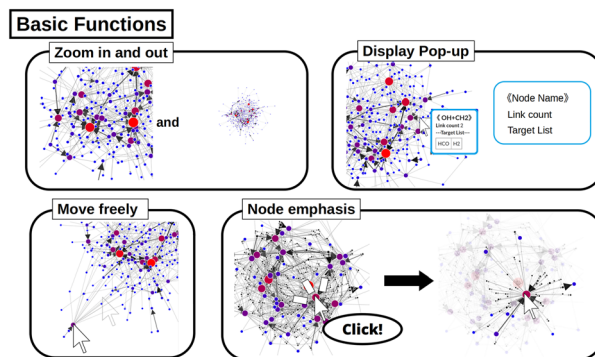 Basic Functions
Zoom in and out
and
Display Pop-up
《 OH+CH2》
Link count 2
---Target List---
HCO H2
《Node Name》
Link count
Target List
Move freely
Node emphasis
Click!